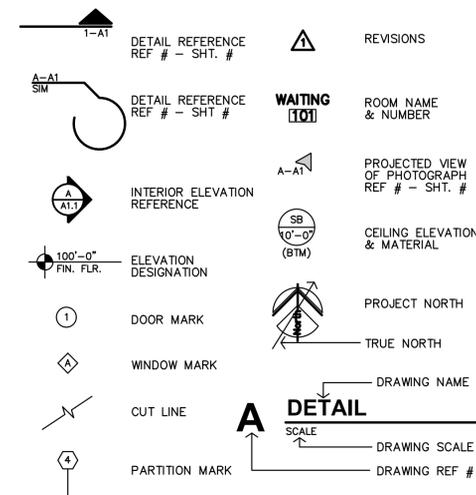 1-A1
DETAIL REFERENCE
REF # - SHT. #
A-A1
SIM
DETAIL REFERENCE
REF # - SHT #
A
A1.1
INTERIOR ELEVATION
REFERENCE
100'-0"
FIN. FLR.
ELEVATION
DESIGNATION
1
DOOR MARK
A
WINDOW MARK
CUT LINE
4
PARTITION MARK
1
REVISIONS
WAITING
101
ROOM NAME
& NUMBER
A-A1
PROJECTED VIEW
OF PHOTOGRAPH
REF # - SHT. #
SB
10'-0"
(BTM)
CEILING ELEVATION
& MATERIAL
North
PROJECT NORTH
TRUE NORTH
DRAWING NAME
A
DETAIL
SCALE
DRAWING SCALE
DRAWING REF #